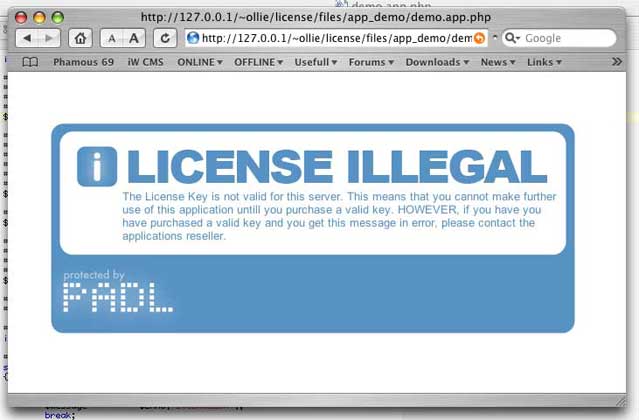 demo.app.php
http://127.0.0.1/~ollie/license/files/app_demo/demo.app.php
A A
http://127.0.0.1/~ollie/license/files/app_demo/dem
Google
Phamous 69 iW CMS ONLINE OFFLINE Usefull Forums Downloads News Links
i LICENSE ILLEGAL
The License Key is not valid for this server. This means that you cannot make further
use of this application untill you purchase a valid key. HOWEVER, if you have you
have purchased a valid key and you get this message in error, please contact the
applications reseller.
protected by
PADL
break;